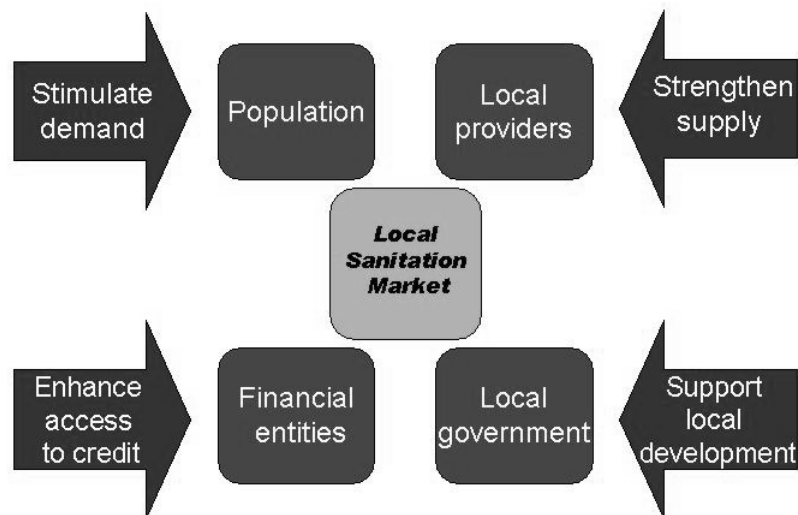 Stimulate
demand
Population
Local
providers
Strengthen
supply
Local
Sanitation
Market
Enhance
access
to credit
Financial
entities
Local
government
Support
local
development